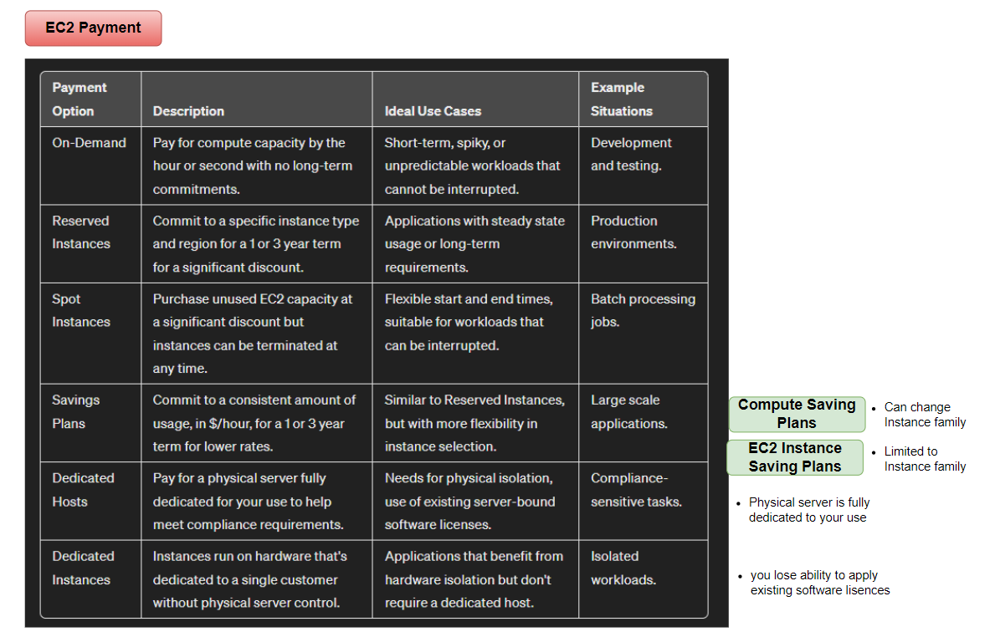 EC2 Payment
Payment
Option
Description
Ideal Use Cases
Example
Situations
On-Demand
Pay for compute capacity by the
hour or second with no long-term
commitments.
Short-term, spiky, or
unpredictable workloads that
cannot be interrupted.
Development
and testing.
Reserved
Instances
Commit to a specific instance type
and region for a 1 or 3 year term
for a significant discount.
Applications with steady state
usage or long-term
requirements.
Production
environments.
Spot
Instances
Purchase unused EC2 capacity at
a significant discount but
instances can be terminated at
any time.
Flexible start and end times,
suitable for workloads that
can be interrupted.
Batch processing
jobs.
Savings
Plans
Commit to a consistent amount of
usage, in $/hour, for a 1 or 3 year
term for lower rates.
Similar to Reserved Instances,
but with more flexibility in
instance selection.
Large scale
applications.
Compute Saving
Plans
• Can change
Instance family
EC2 Instance
Saving Plans
• Limited to
Instance family
Dedicated
Hosts
Pay for a physical server fully
dedicated for your use to help
meet compliance requirements.
Needs for physical isolation,
use of existing server-bound
software licenses.
Compliance-
sensitive tasks.
• Physical server is fully
dedicated to your use
Dedicated
Instances
Instances run on hardware that's
dedicated to a single customer
without physical server control.
Applications that benefit from
hardware isolation but don't
require a dedicated host.
Isolated
workloads.
• you lose ability to apply
existing software lisences